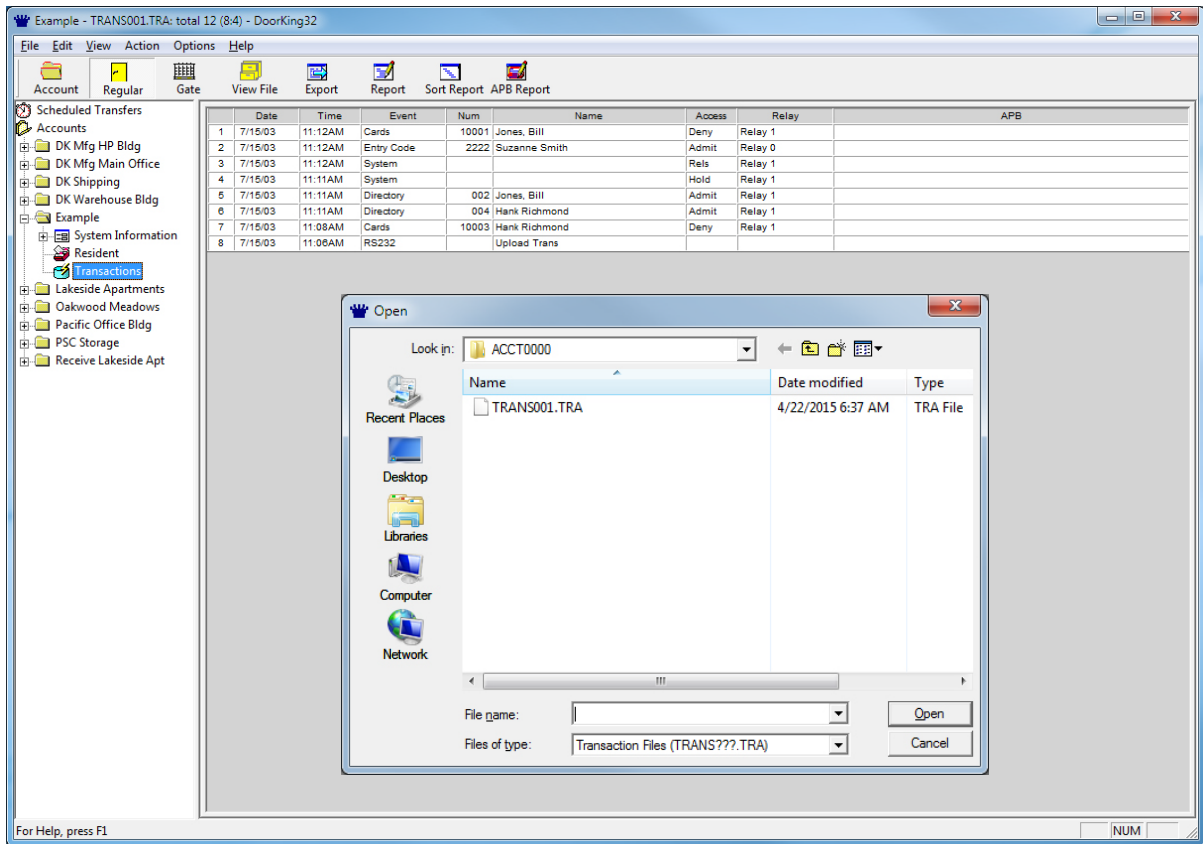 Example - TRANS001.TRA: total 12 (8:4) - DoorKing32
File Edit View Action Options Help
Account Regular Gate View File Export Report Sort Report APB Report
Scheduled Transfers
Accounts
DK Mfg HP Bldg
DK Mfg Main Office
DK Shipping
DK Warehouse Bldg
Example
System Information
Resident
Transactions
Lakeside Apartments
Oakwood Meadows
Pacific Office Bldg
PSC Storage
Receive Lakeside Apt
Date Time Event Num Name Access Relay APB
1 7/15/03 11:12AM Cards 10001 Jones, Bill Deny Relay 1
2 7/15/03 11:12AM Entry Code 2222 Suzanne Smith Admit Relay 0
3 7/15/03 11:12AM System Rels Relay 1
4 7/15/03 11:11AM System Hold Relay 1
5 7/15/03 11:11AM Directory 002 Jones, Bill Admit Relay 1
6 7/15/03 11:11AM Directory 004 Hank Richmond Admit Relay 1
7 7/15/03 11:08AM Cards 10003 Hank Richmond Deny Relay 1
8 7/15/03 11:06AM RS232 Upload Trans
Open
Look in: ACCT0000
Recent Places
Desktop
Libraries
Computer
Network
Name Date modified Type
TRANS001.TRA 4/22/2015 6:37 AM TRA File
File name: Open
Files of type: Transaction Files (TRANS???.TRA) Cancel
For Help, press F1 NUM